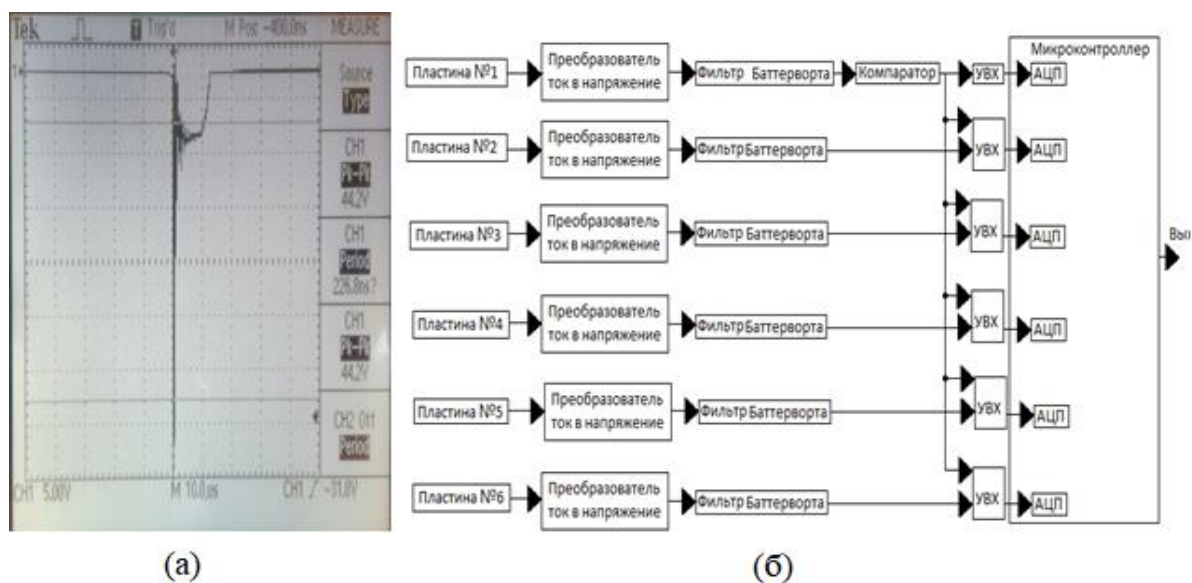 Tek Trig'd M Pos: -400.0ns MEASURE
Source
Type
CH1
Pk-Pk
44.2V
CH1
Period
226.8ns?
CH1
Pk-Pk
44.2V
CH2 Off
Period
CH1 5.00V M 10.0µs CH1 -31.8V
(а)
Микроконтроллер
Пластина №1
Преобразователь
ток в напряжение
Фильтр Баттерворта
Компаратор
УВХ
АЦП
Пластина №2
Преобразователь
ток в напряжение
Фильтр Баттерворта
УВХ
АЦП
Пластина №3
Преобразователь
ток в напряжение
Фильтр Баттерворта
УВХ
АЦП
Вых
Пластина №4
Преобразователь
ток в напряжение
Фильтр Баттерворта
УВХ
АЦП
Пластина №5
Преобразователь
ток в напряжение
Фильтр Баттерворта
УВХ
АЦП
Пластина №6
Преобразователь
ток в напряжение
Фильтр Баттерворта
УВХ
АЦП
(б)